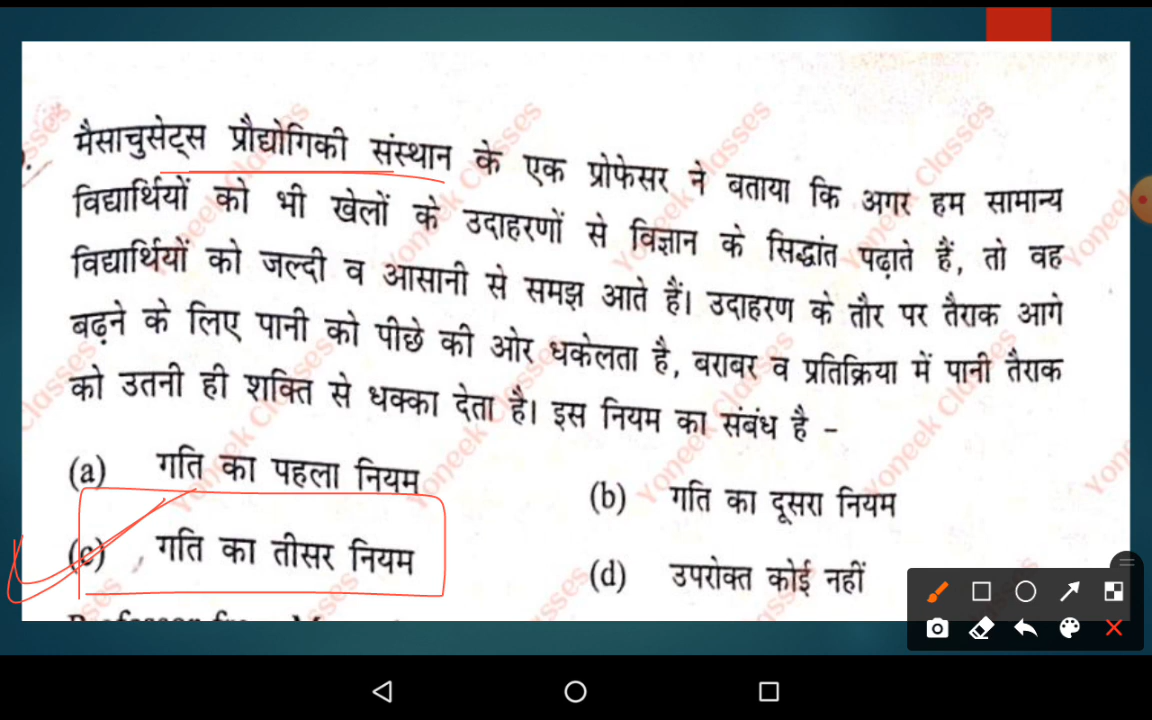 मैसाचुसेट्स प्रौद्योगिकी संस्थान के एक प्रोफेसर ने बताया कि अगर हम सामान्य
विद्यार्थियों को भी खेलों के उदाहरणों से विज्ञान के सिद्धांत पढ़ाते हैं, तो वह
विद्यार्थियों को जल्दी व आसानी से समझ आते हैं। उदाहरण के तौर पर तैराक आगे
बढ़ने के लिए पानी को पीछे की ओर धकेलता है, बराबर व प्रतिक्रिया में पानी तैराक
को उतनी ही शक्ति से धक्का देता है। इस नियम का संबंध है -
(a) गति का पहला नियम
(b) गति का दूसरा नियम
(c) गति का तीसर नियम
(d) उपरोक्त कोई नहीं
Yoneek Classes